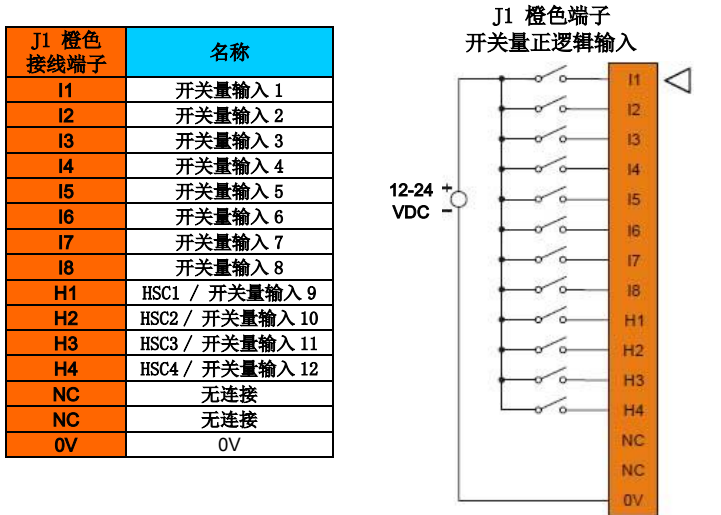 J1 橙色
接线端子
名称
I1 开关量输入 1
I2 开关量输入 2
I3 开关量输入 3
I4 开关量输入 4
I5 开关量输入 5
I6 开关量输入 6
I7 开关量输入 7
I8 开关量输入 8
H1 HSC1 / 开关量输入 9
H2 HSC2 / 开关量输入 10
H3 HSC3 / 开关量输入 11
H4 HSC4 / 开关量输入 12
NC 无连接
NC 无连接
0V 0V
J1 橙色端子
开关量正逻辑输入
12-24 +
VDC -
I1
I2
I3
I4
I5
I6
I7
I8
H1
H2
H3
H4
NC
NC
0V